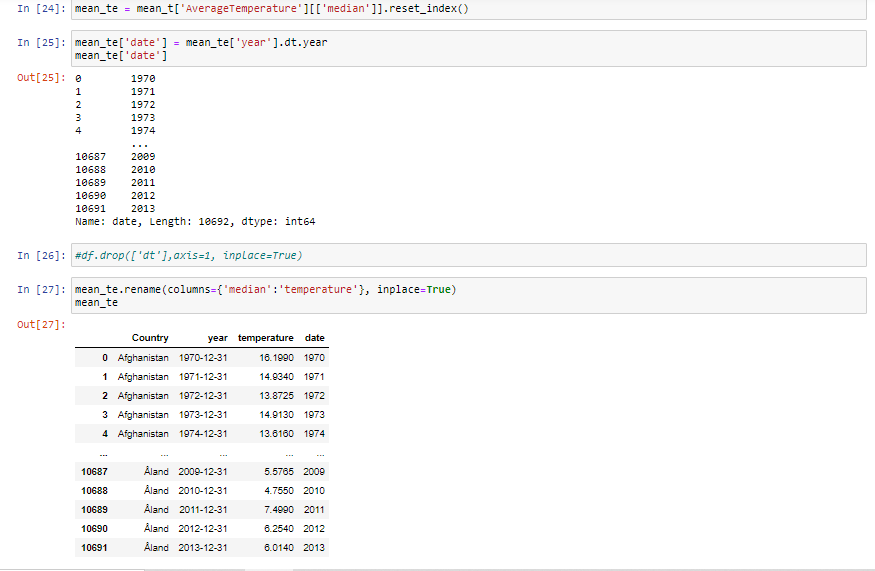 In [24]: mean_te = mean_t['AverageTemperature'][['median']].reset_index()
In [25]: mean_te['date'] = mean_te['year'].dt.year
mean_te['date']
Out[25]: 0 1970
1 1971
2 1972
3 1973
4 1974
...
10687 2009
10688 2010
10689 2011
10690 2012
10691 2013
Name: date, Length: 10692, dtype: int64
In [26]: #df.drop(['dt'],axis=1, inplace=True)
In [27]: mean_te.rename(columns={'median':'temperature'}, inplace=True)
mean_te
Out[27]:
Country year temperature date
0 Afghanistan 1970-12-31 16.1990 1970
1 Afghanistan 1971-12-31 14.9340 1971
2 Afghanistan 1972-12-31 13.8725 1972
3 Afghanistan 1973-12-31 14.9130 1973
4 Afghanistan 1974-12-31 13.6160 1974
... ... ... ... ...
10687 Åland 2009-12-31 5.5765 2009
10688 Åland 2010-12-31 4.7550 2010
10689 Åland 2011-12-31 7.4990 2011
10690 Åland 2012-12-31 6.2540 2012
10691 Åland 2013-12-31 6.0140 2013